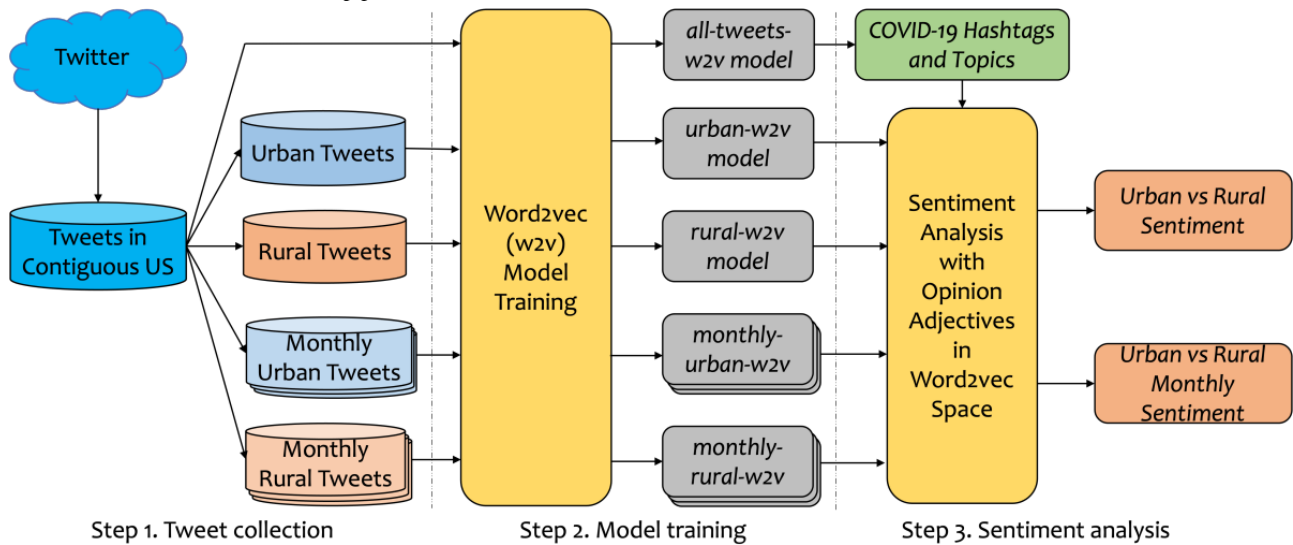 Twitter
Tweets in
Contiguous US
Urban Tweets
Rural Tweets
Monthly
Urban Tweets
Monthly
Rural Tweets
Step 1. Tweet collection
Word2vec
(w2v)
Model
Training
all-tweets-
w2v model
urban-w2v
model
rural-w2v
model
monthly-
urban-w2v
monthly-
rural-w2v
Step 2. Model training
COVID-19 Hashtags
and Topics
Sentiment
Analysis
with
Opinion
Adjectives
in
Word2vec
Space
Urban vs Rural
Sentiment
Urban vs Rural
Monthly
Sentiment
Step 3. Sentiment analysis